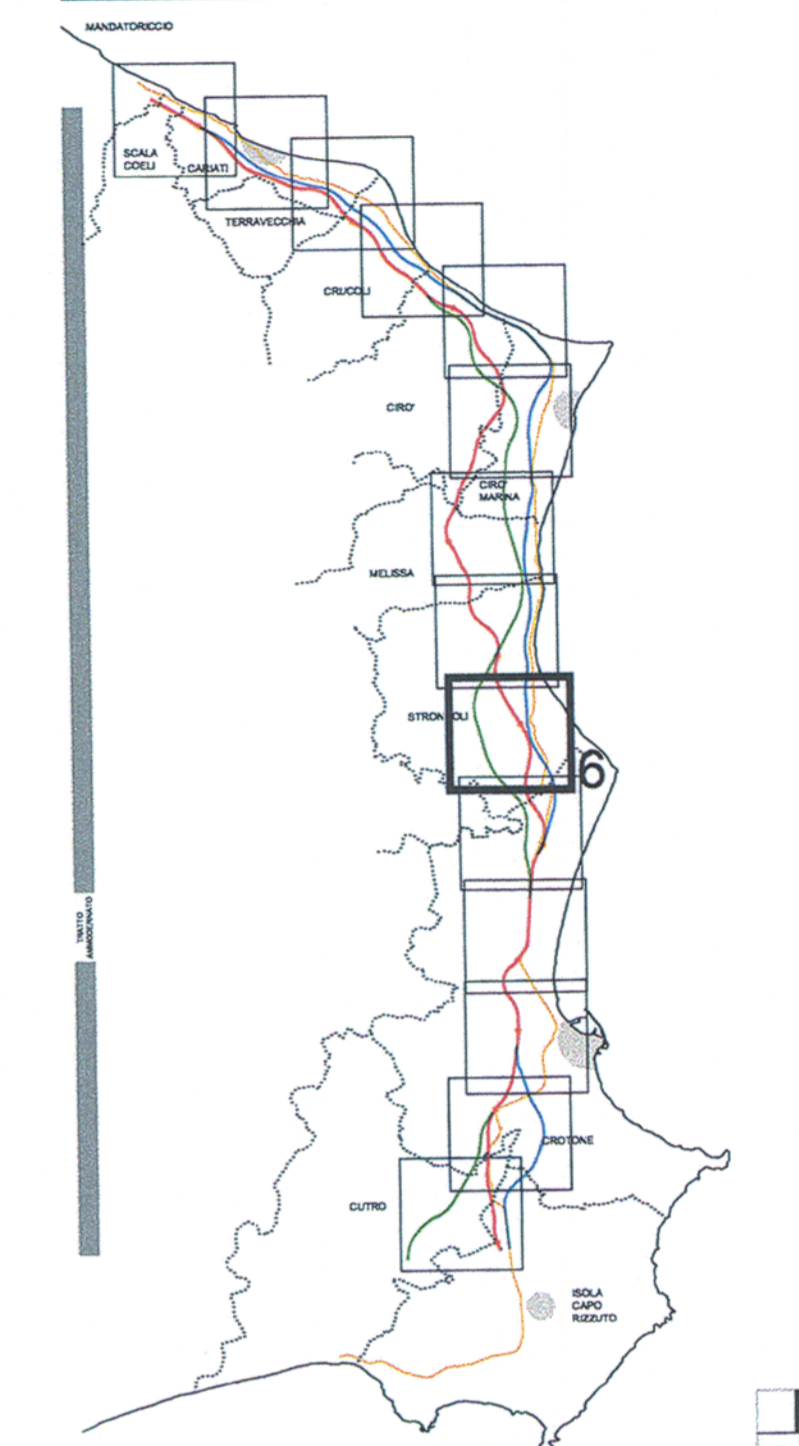 MANDATORICCIO
SCALA
COELI
CARIATI
TERRAVECCHIA
CRUCOLI
CIRO'
CIRO'
MARINA
MELISSA
STRONGOLI
6
TRATTO
AMMODERNATO
CROTONE
CUTRO
ISOLA
CAPO
RIZZUTO